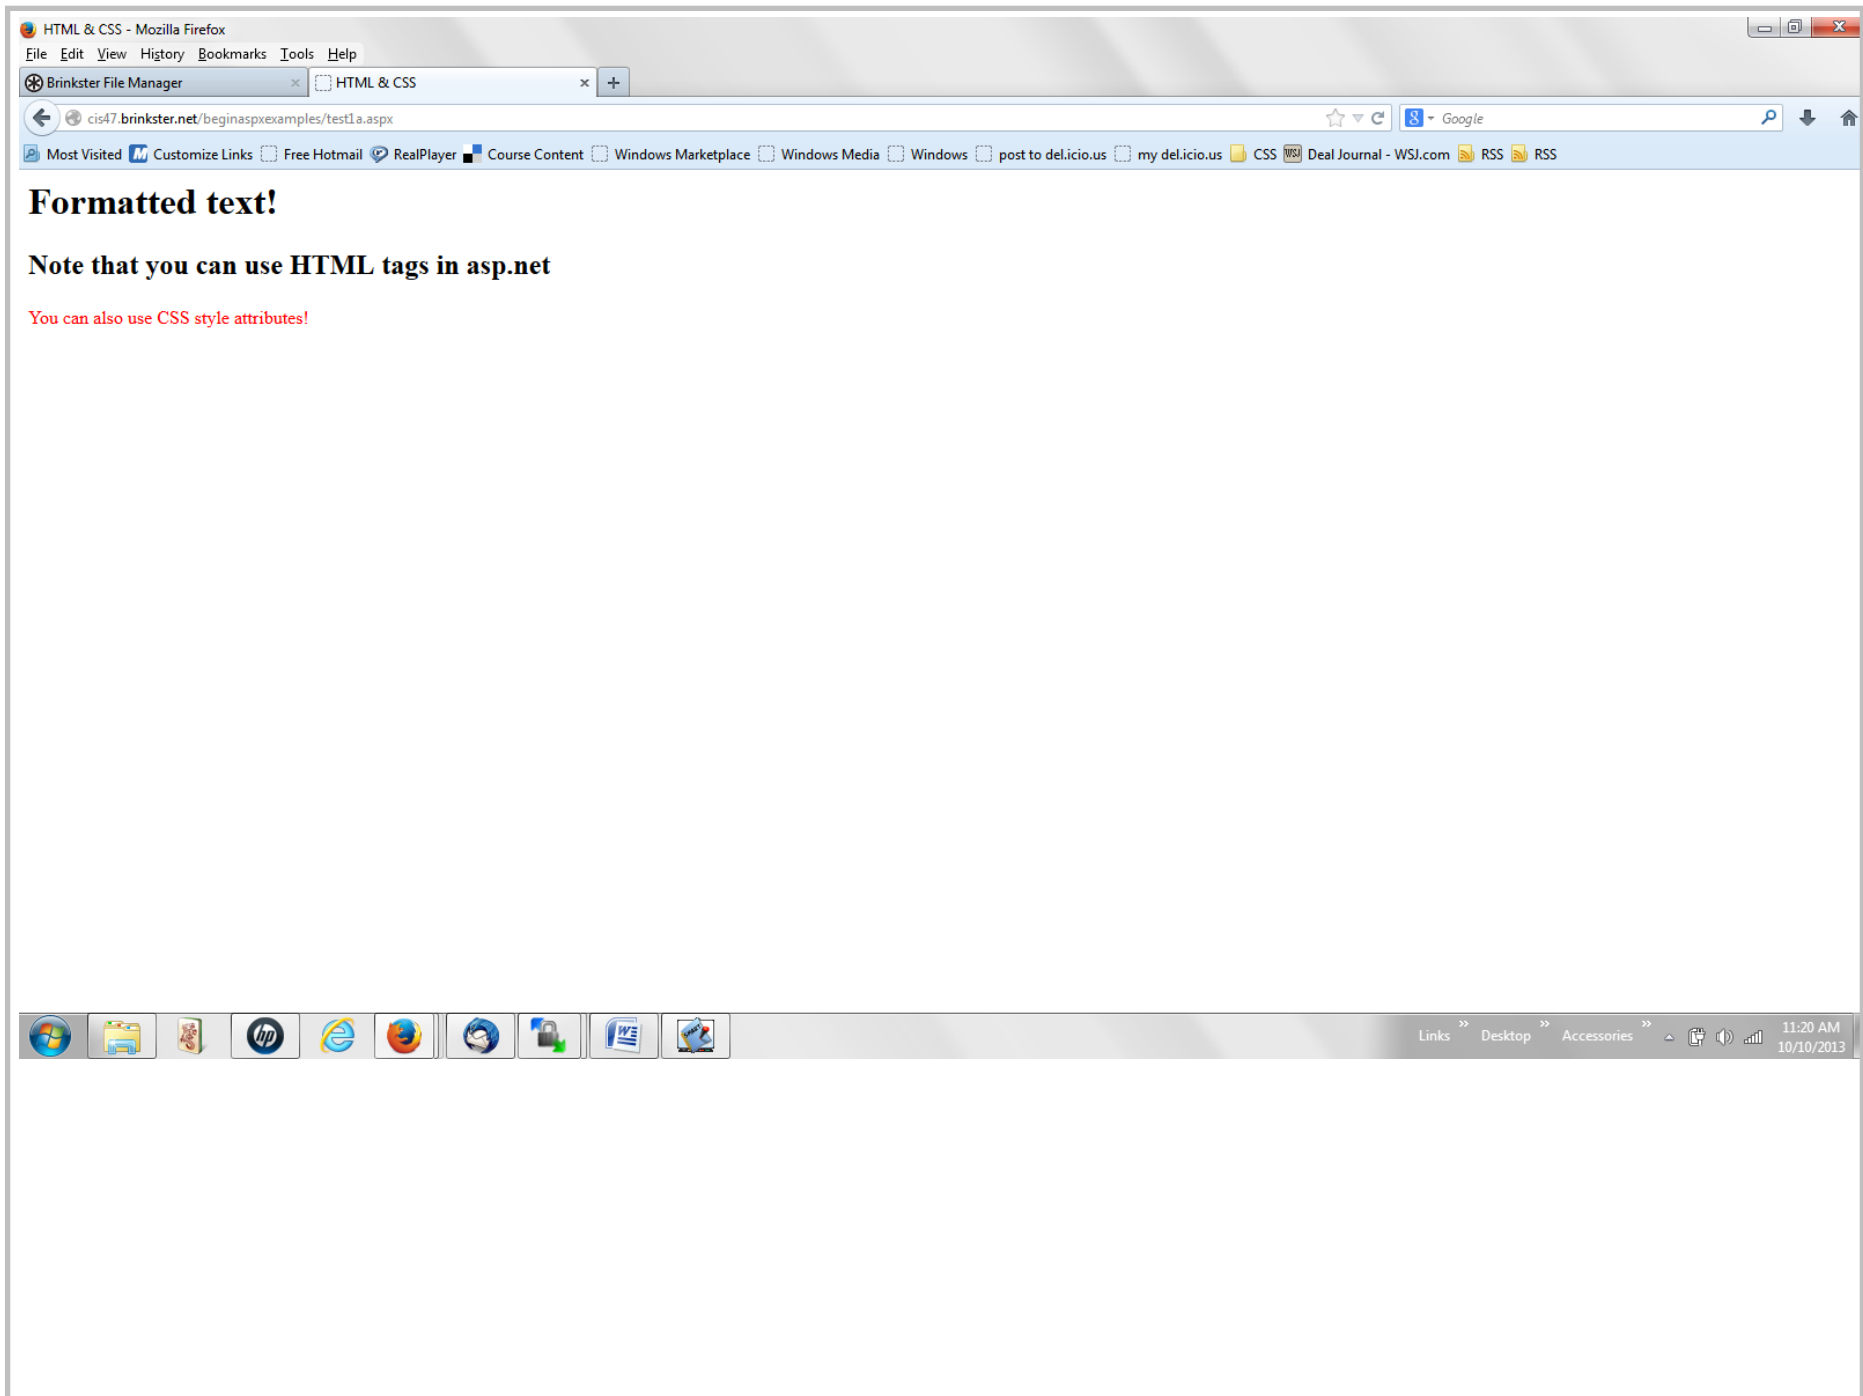 HTML & CSS - Mozilla Firefox
File Edit View History Bookmarks Tools Help
Brinkster File Manager HTML & CSS
cis47.brinkster.net/beginaspxexamples/test1a.aspx Google
Most Visited Customize Links Free Hotmail RealPlayer Course Content Windows Marketplace Windows Media Windows post to del.icio.us my del.icio.us CSS Deal Journal - WSJ.com RSS RSS
Formatted text!
Note that you can use HTML tags in asp.net
You can also use CSS style attributes!
Links Desktop Accessories 11:20 AM
10/10/2013